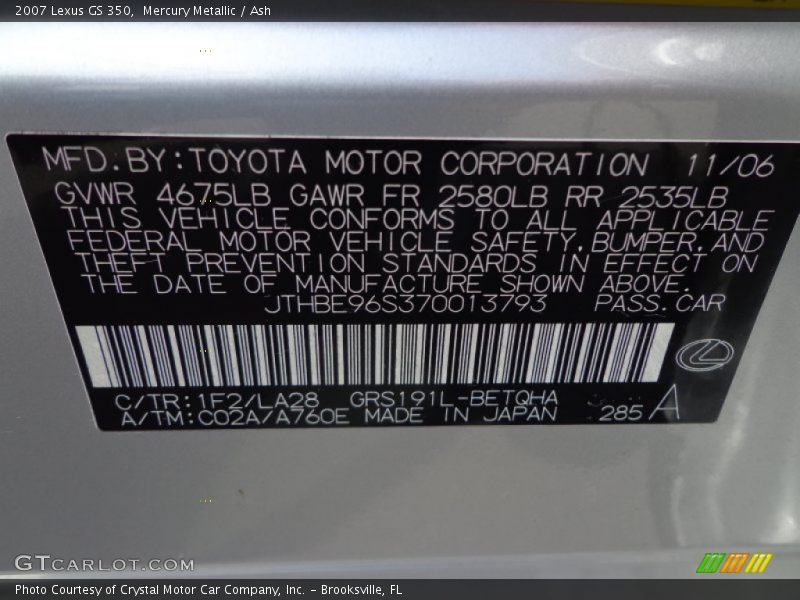 2007 Lexus GS 350, Mercury Metallic / Ash
MFD.BY:TOYOTA MOTOR CORPORATION 11/06
GVWR 4675LB GAWR FR 2580LB RR 2535LB
THIS VEHICLE CONFORMS TO ALL APPLICABLE
FEDERAL MOTOR VEHICLE SAFETY,BUMPER,AND
THEFT PREVENTION STANDARDS IN EFFECT ON
THE DATE OF MANUFACTURE SHOWN ABOVE.
JTHBE96S370013793 PASS.CAR
C/TR:1F2/LA28 GRS191L-BETQHA
A/TM:C02A/A760E MADE IN JAPAN 285 A
GTCARLOT.COM
Photo Courtesy of Crystal Motor Car Company, Inc. – Brooksville, FL